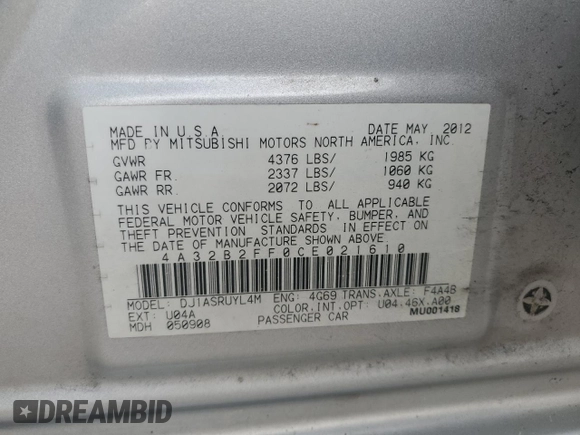 MADE IN U.S.A. DATE MAY 2012
MFD BY MITSUBISHI MOTORS NORTH AMERICA, INC.
GVWR 4376 LBS/ 1985 KG
GAWR FR. 2337 LBS/ 1060 KG
GAWR RR. 2072 LBS/ 940 KG
THIS VEHICLE CONFORMS TO ALL APPLICABLE
FEDERAL MOTOR VEHICLE SAFETY, BUMPER, AND
THEFT PREVENTION STANDARDS IN EFFECT ON
THE DATE OF MANUFACTURE SHOWN ABOVE.
4A32B2FF0CE021610
MODEL: DJ1ASRUYL4M ENG: 4G69 TRANS.AXLE: F4A4B
EXT: U04A COLOR.INT.OPT: U04.46X.A00
MDH 050908 PASSENGER CAR MU001418
DREAMBID